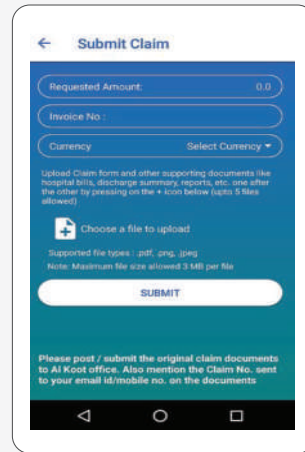 Submit Claim
Requested Amount: 0.0
Invoice No :
Currency Select Currency
Upload Claim form and other supporting documents like
hospital bills, discharge summary, reports, etc. one after
the other by pressing on the + icon below (upto 5 files
allowed)
Choose a file to upload
Supported file types : .pdf, .png, .jpeg
Note: Maximum file size allowed 3 MB per file
SUBMIT
Please post / submit the original claim documents
to Al Koot office. Also mention the Claim No. sent
to your email id/mobile no. on the documents